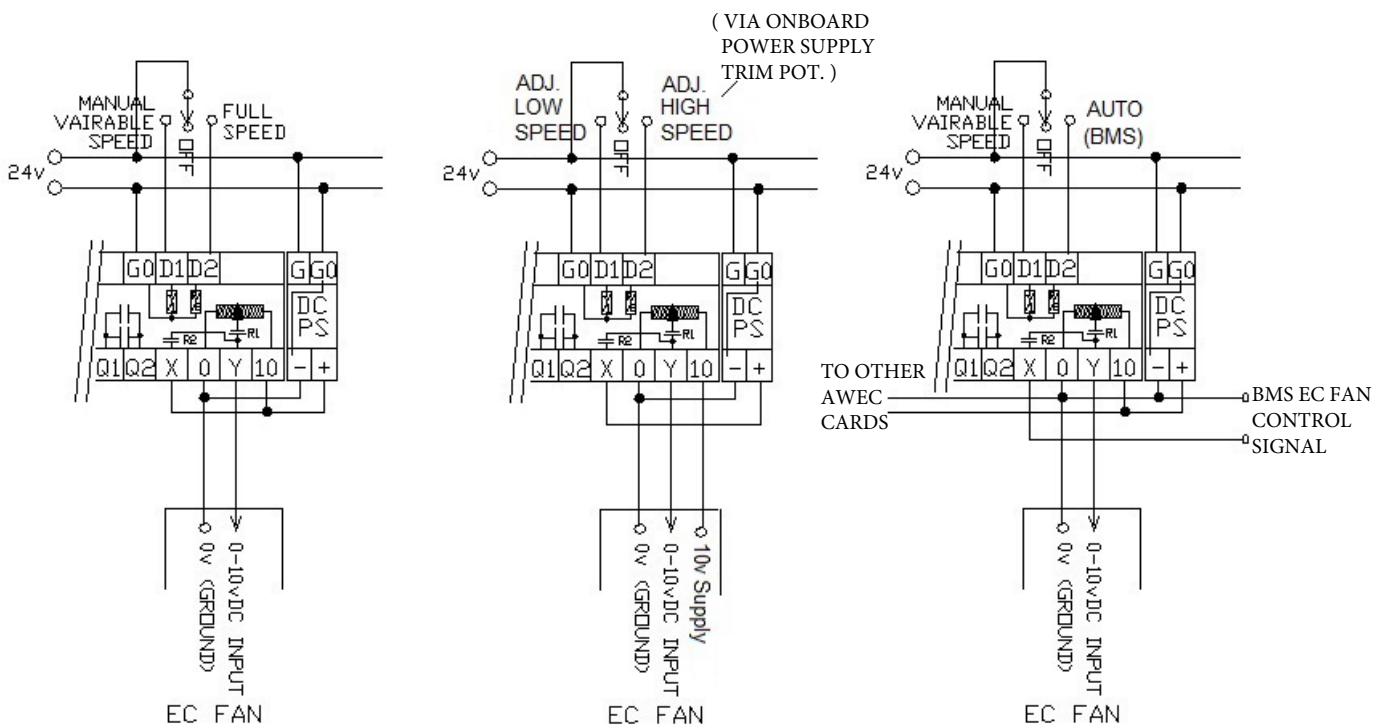 MANUAL
VAIRABLE
SPEED
OFF
FULL
SPEED
24v
G0 D1 D2 G G0
DC
PS
R2 R1
Q1 Q2 X 0 Y 10 - +
0v (GROUND)
0-10vDC INPUT
EC FAN
( VIA ONBOARD
POWER SUPPLY
TRIM POT. )
ADJ.
LOW
SPEED
OFF
ADJ.
HIGH
SPEED
24v
G0 D1 D2 G G0
DC
PS
R2 R1
Q1 Q2 X 0 Y 10 - +
0v (GROUND)
0-10vDC INPUT
10v Supply
EC FAN
MANUAL
VAIRABLE
SPEED
OFF
AUTO
(BMS)
24v
G0 D1 D2 G G0
DC
PS
R2 R1
Q1 Q2 X 0 Y 10 - +
TO OTHER
AWEC
CARDS
BMS EC FAN
CONTROL
SIGNAL
0v (GROUND)
0-10vDC INPUT
EC FAN